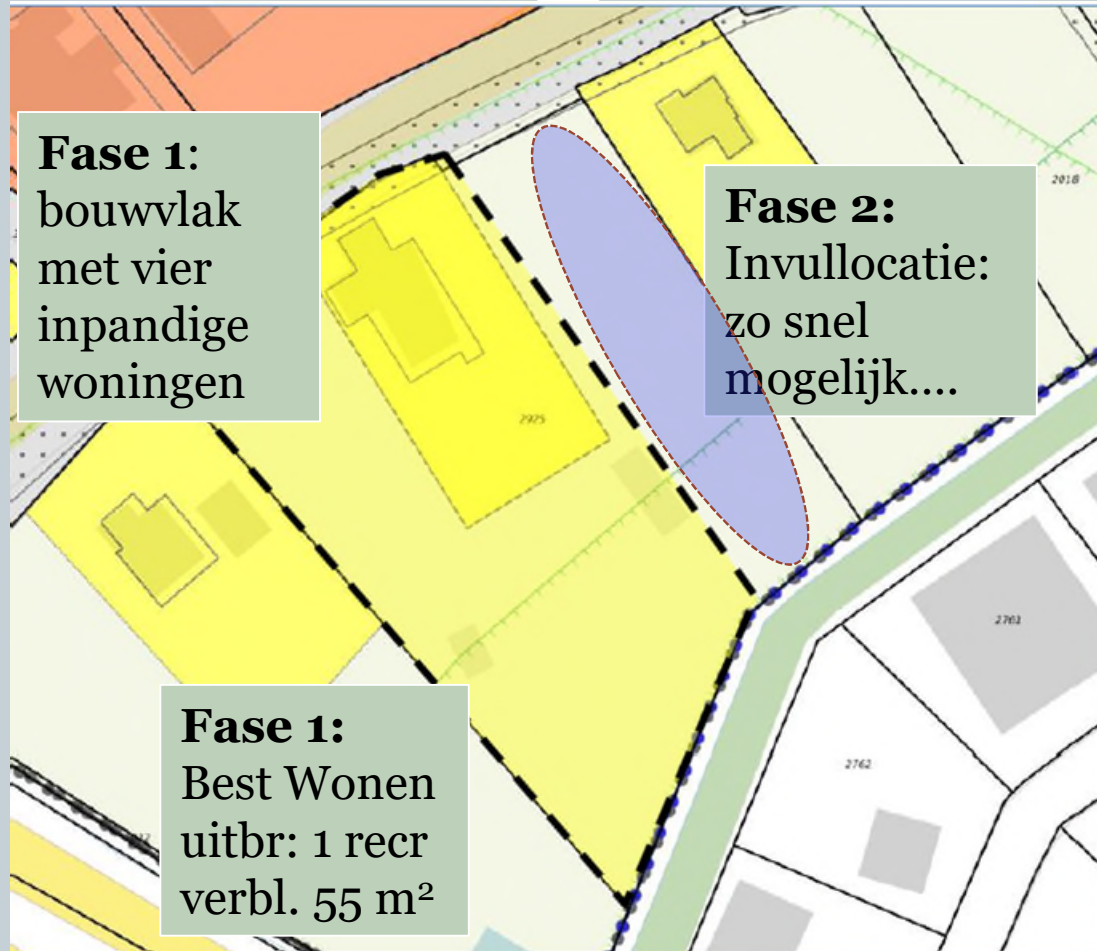 Fase 1:
bouwvlak
met vier
inpandige
woningen
Fase 2:
Invullocatie:
zo snel
mogelijk....
2018
2925
2761
2762
Fase 1:
Best Wonen
uitbr: 1 recr
verbl. 55 m²